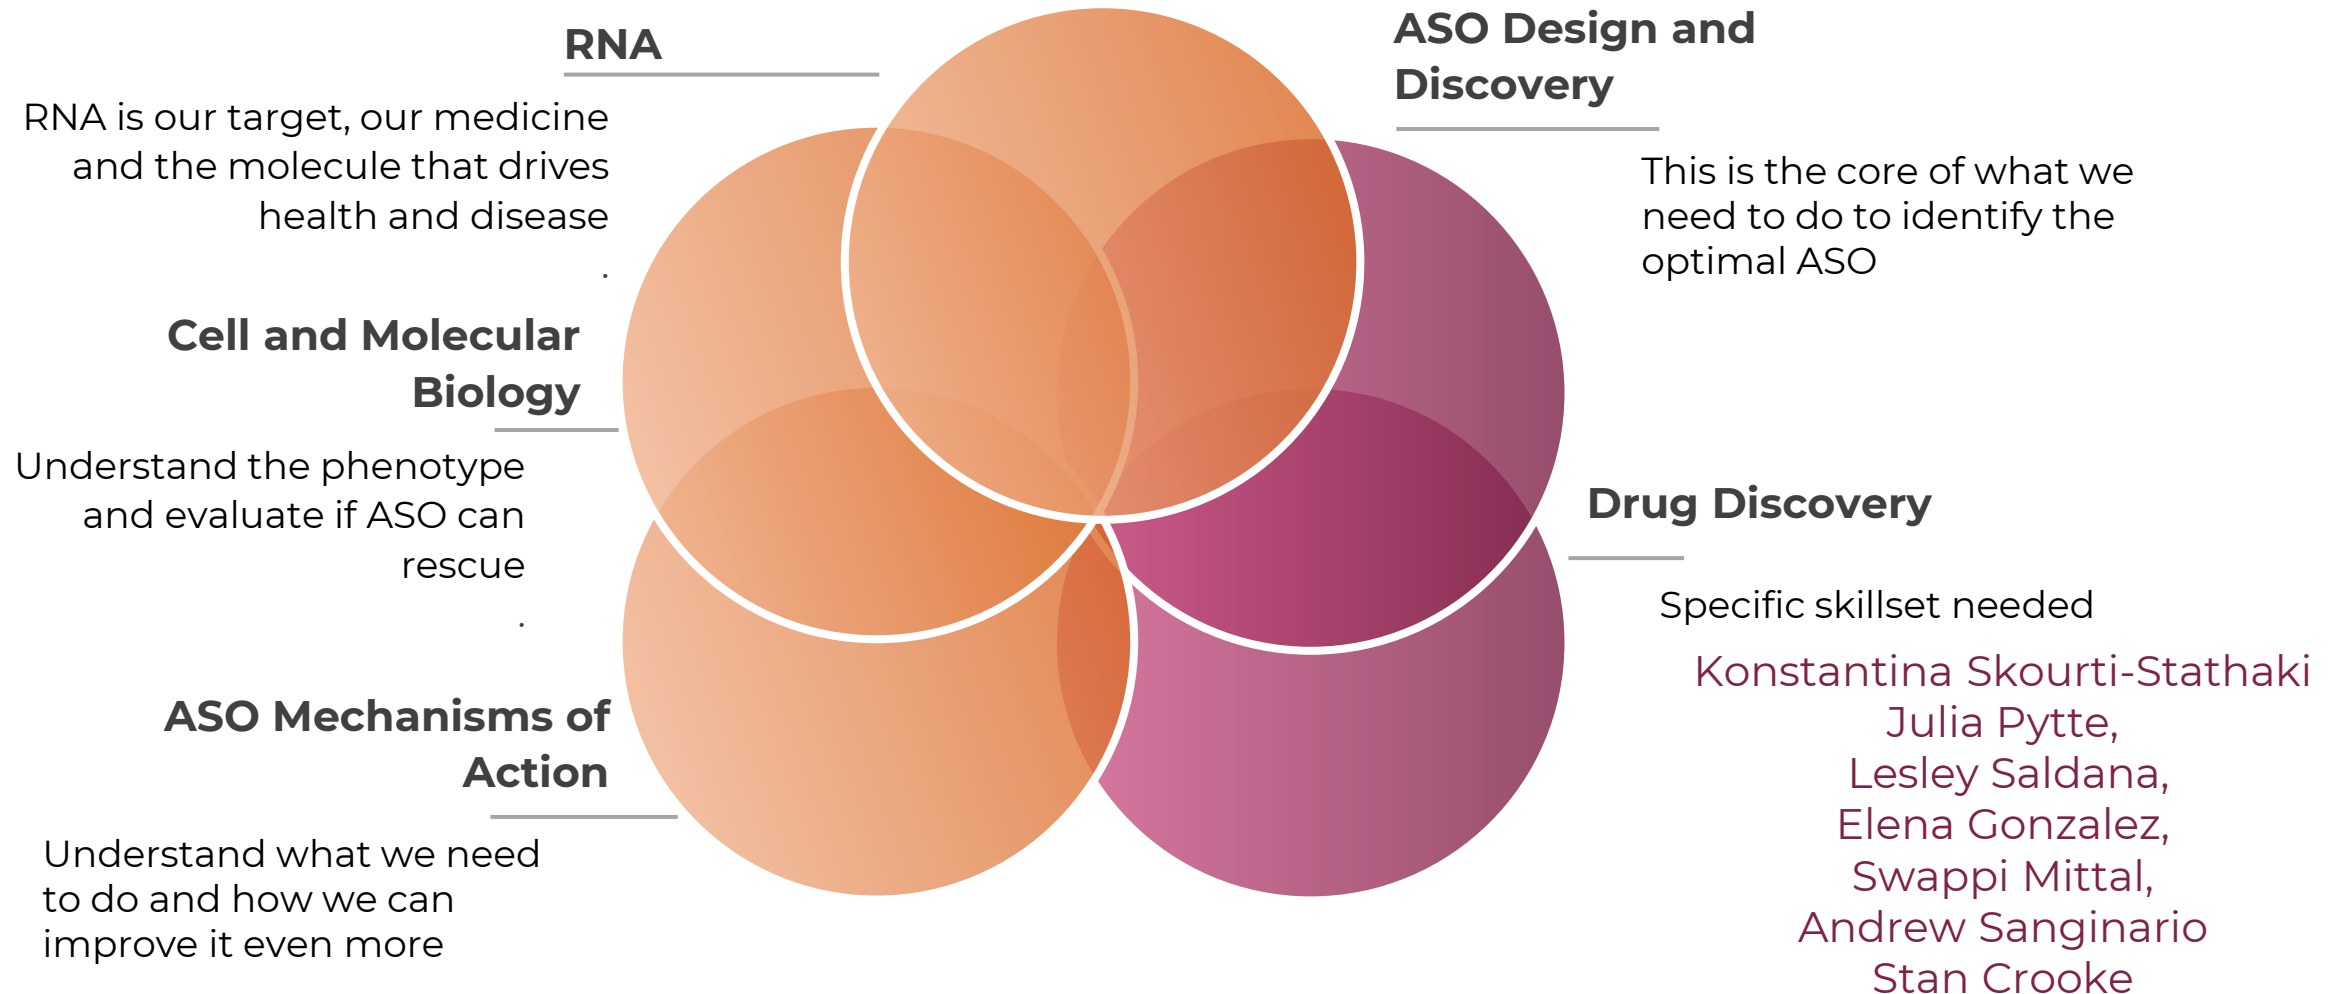 RNA
RNA is our target, our medicine
and the molecule that drives
health and disease
.
Cell and Molecular
Biology
Understand the phenotype
and evaluate if ASO can
rescue
.
ASO Mechanisms of
Action
Understand what we need
to do and how we can
improve it even more
ASO Design and
Discovery
This is the core of what we
need to do to identify the
optimal ASO
Drug Discovery
Specific skillset needed
Konstantina Skourti-Stathaki
Julia Pytte,
Lesley Saldana,
Elena Gonzalez,
Swappi Mittal,
Andrew Sanginario
Stan Crooke